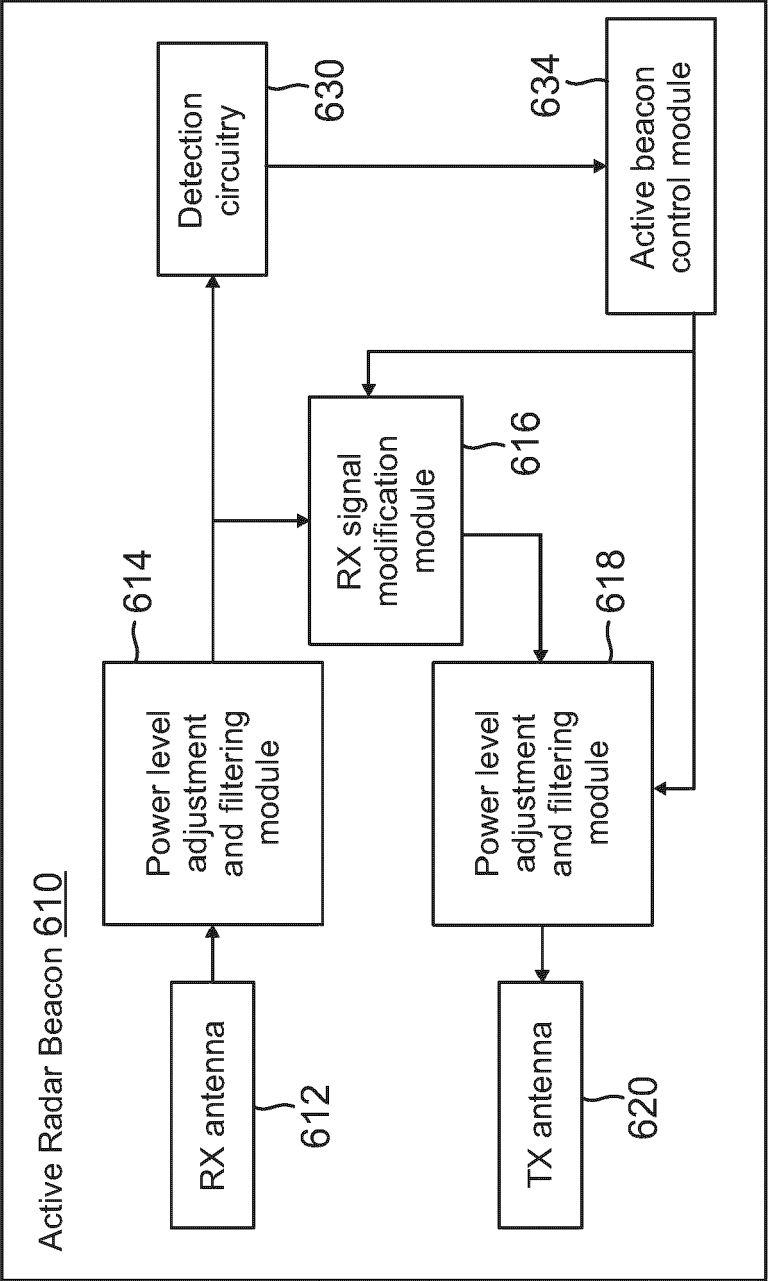 Active Radar Beacon 610
RX antenna
612
Power level
adjustment
and filtering
module
614
Detection
circuitry
630
RX signal
modification
module
616
TX antenna
620
Power level
adjustment
and filtering
module
618
Active beacon
control module
634